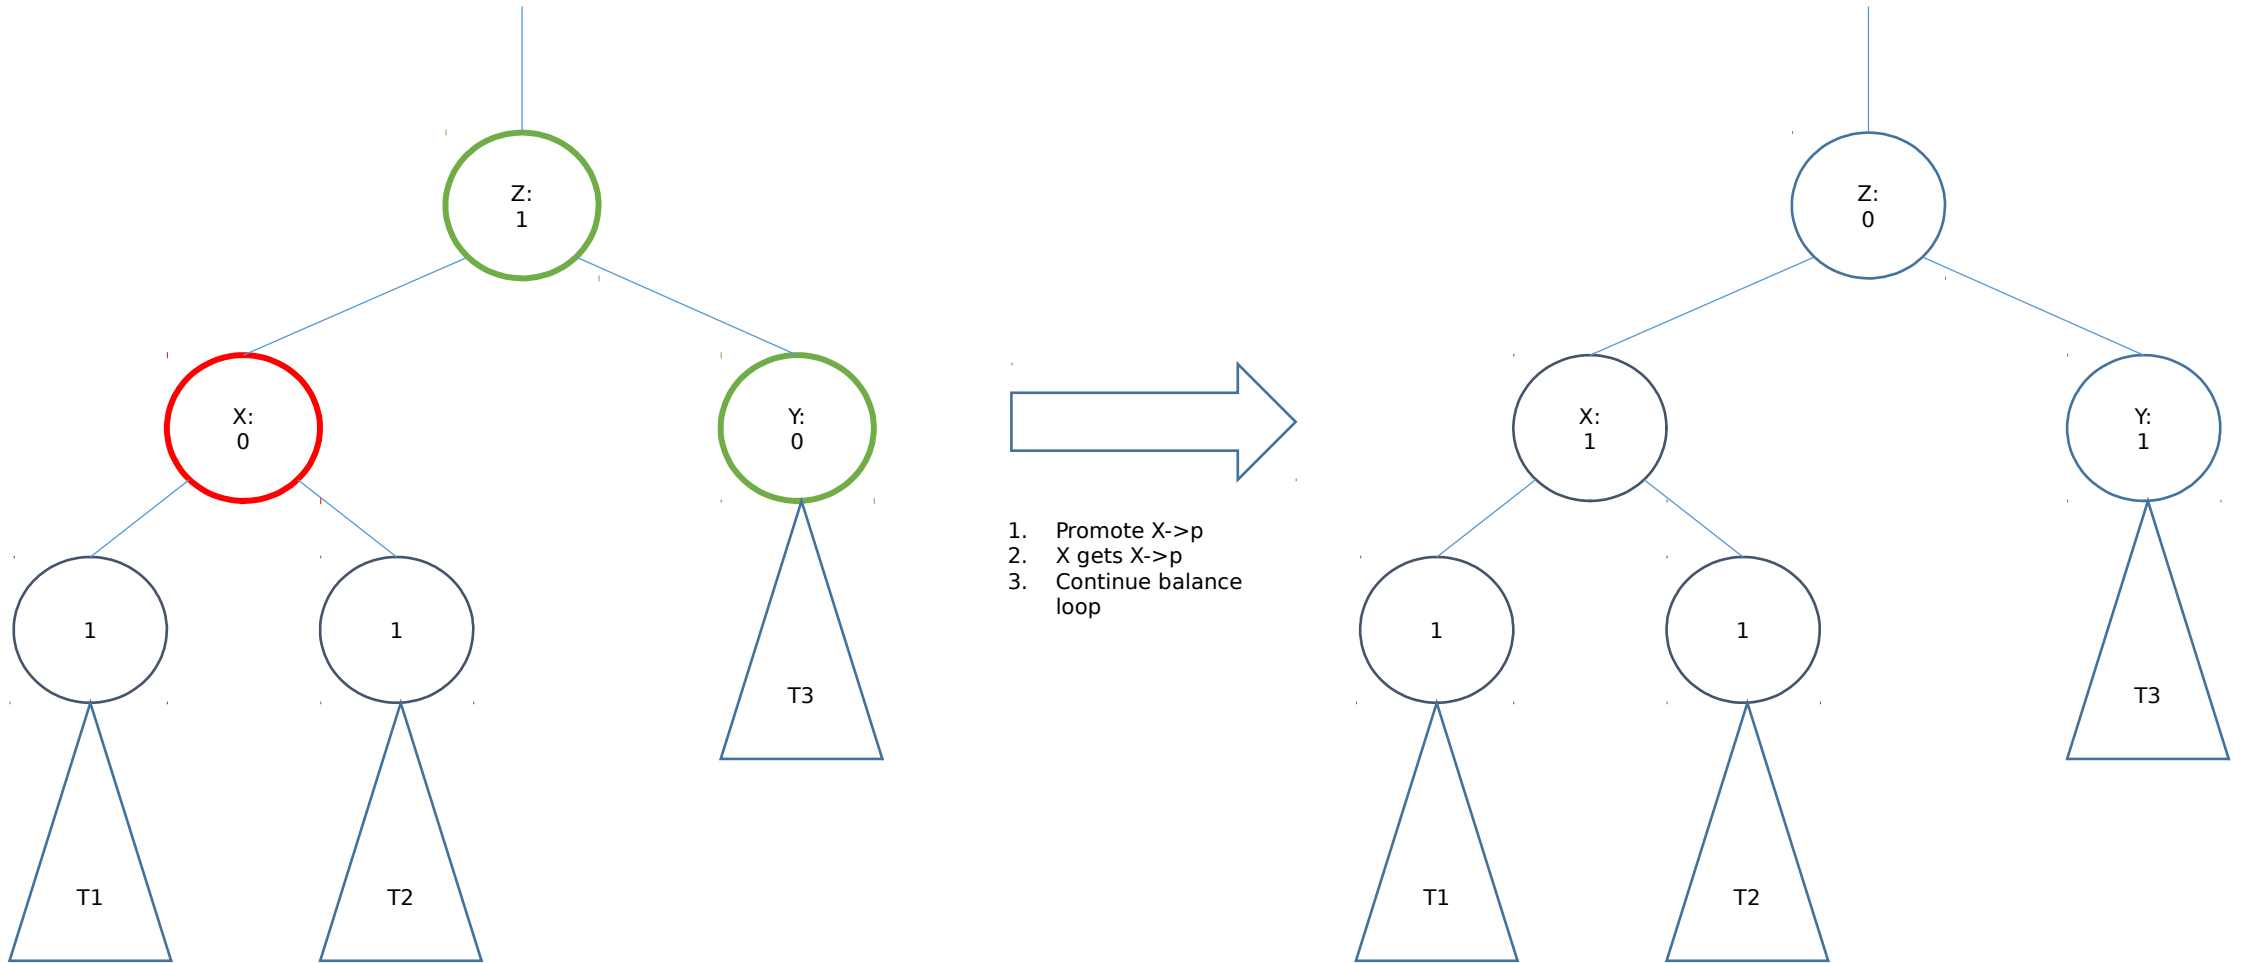 Z:
1
X:
0
Y:
0
1
1
T3
T1
T2
1. Promote X->p
2. X gets X->p
3. Continue balance
loop
Z:
0
X:
1
Y:
1
1
1
T3
T1
T2